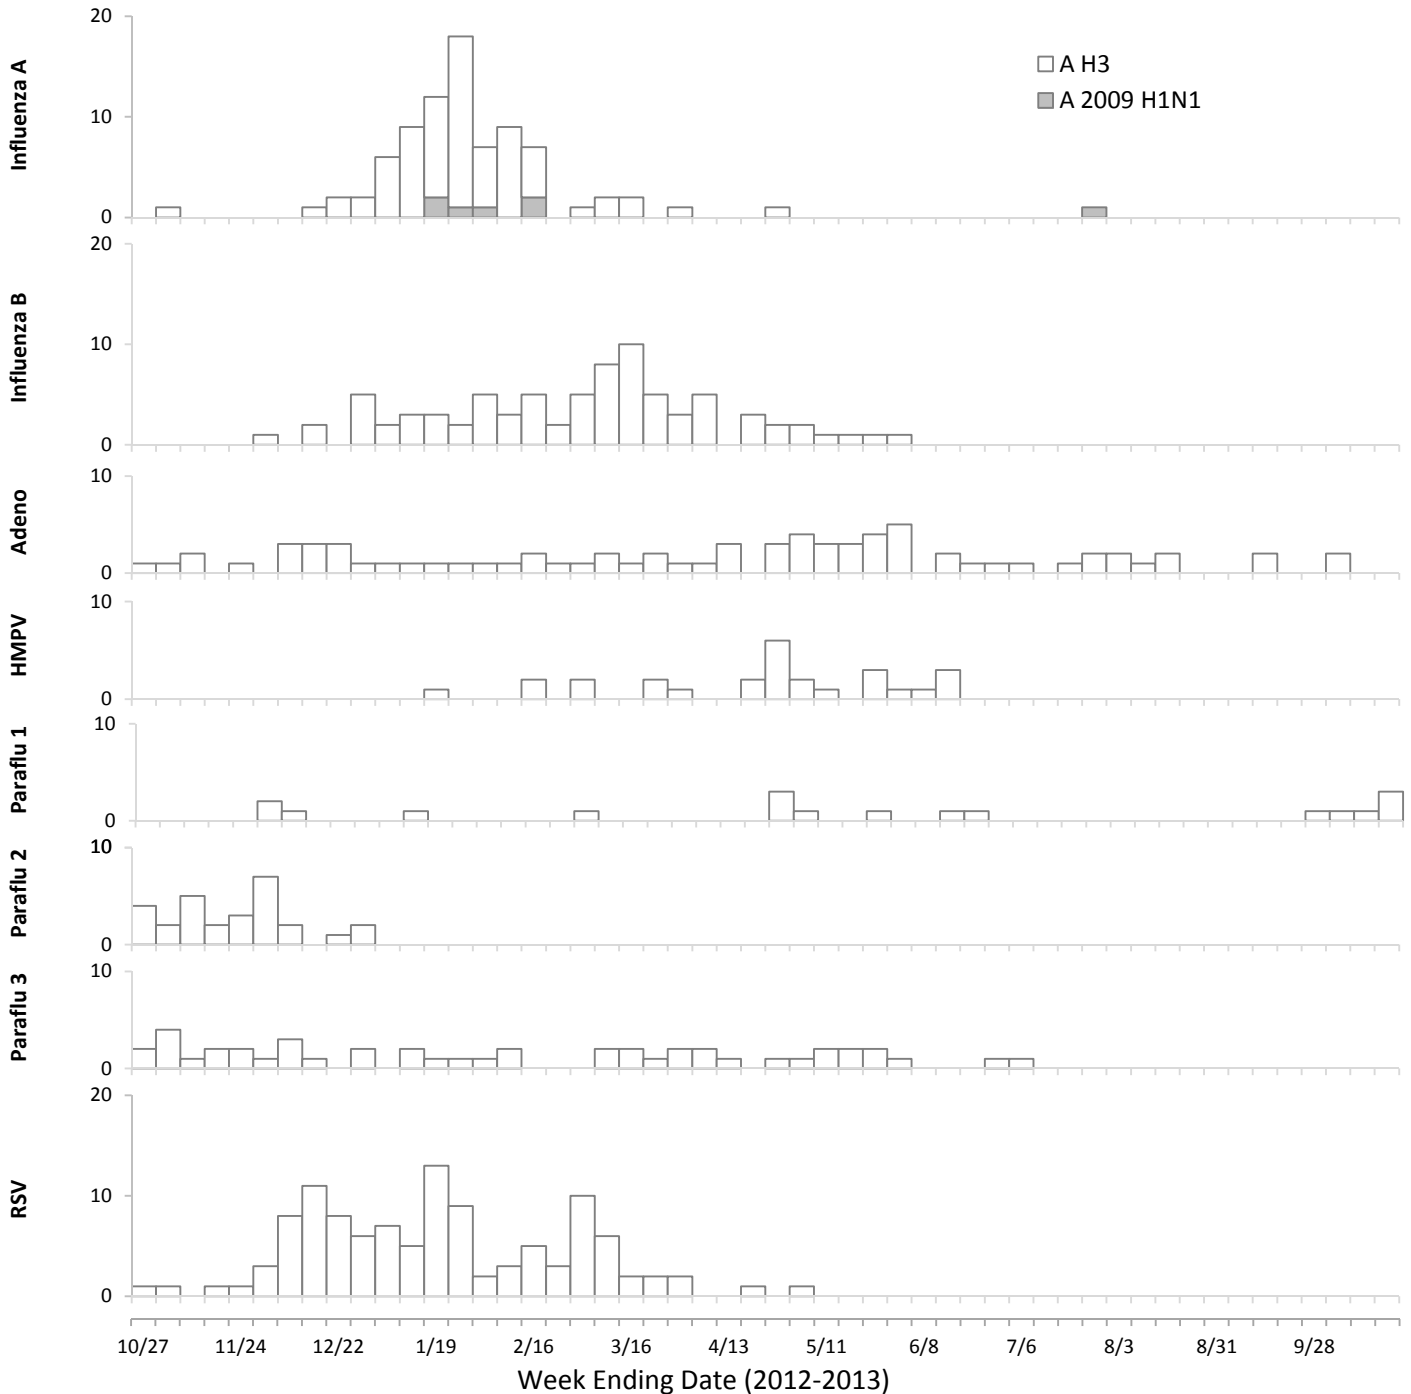 20
10
0
Influenza A
A H3
A 2009 H1N1
20
10
0
Influenza B
10
0
Adeno
10
0
HMPV
10
0
Paraflu 1
10
0
Paraflu 2
10
0
Paraflu 3
20
10
0
RSV
10/27 11/24 12/22 1/19 2/16 3/16 4/13 5/11 6/8 7/6 8/3 8/31 9/28
Week Ending Date (2012-2013)